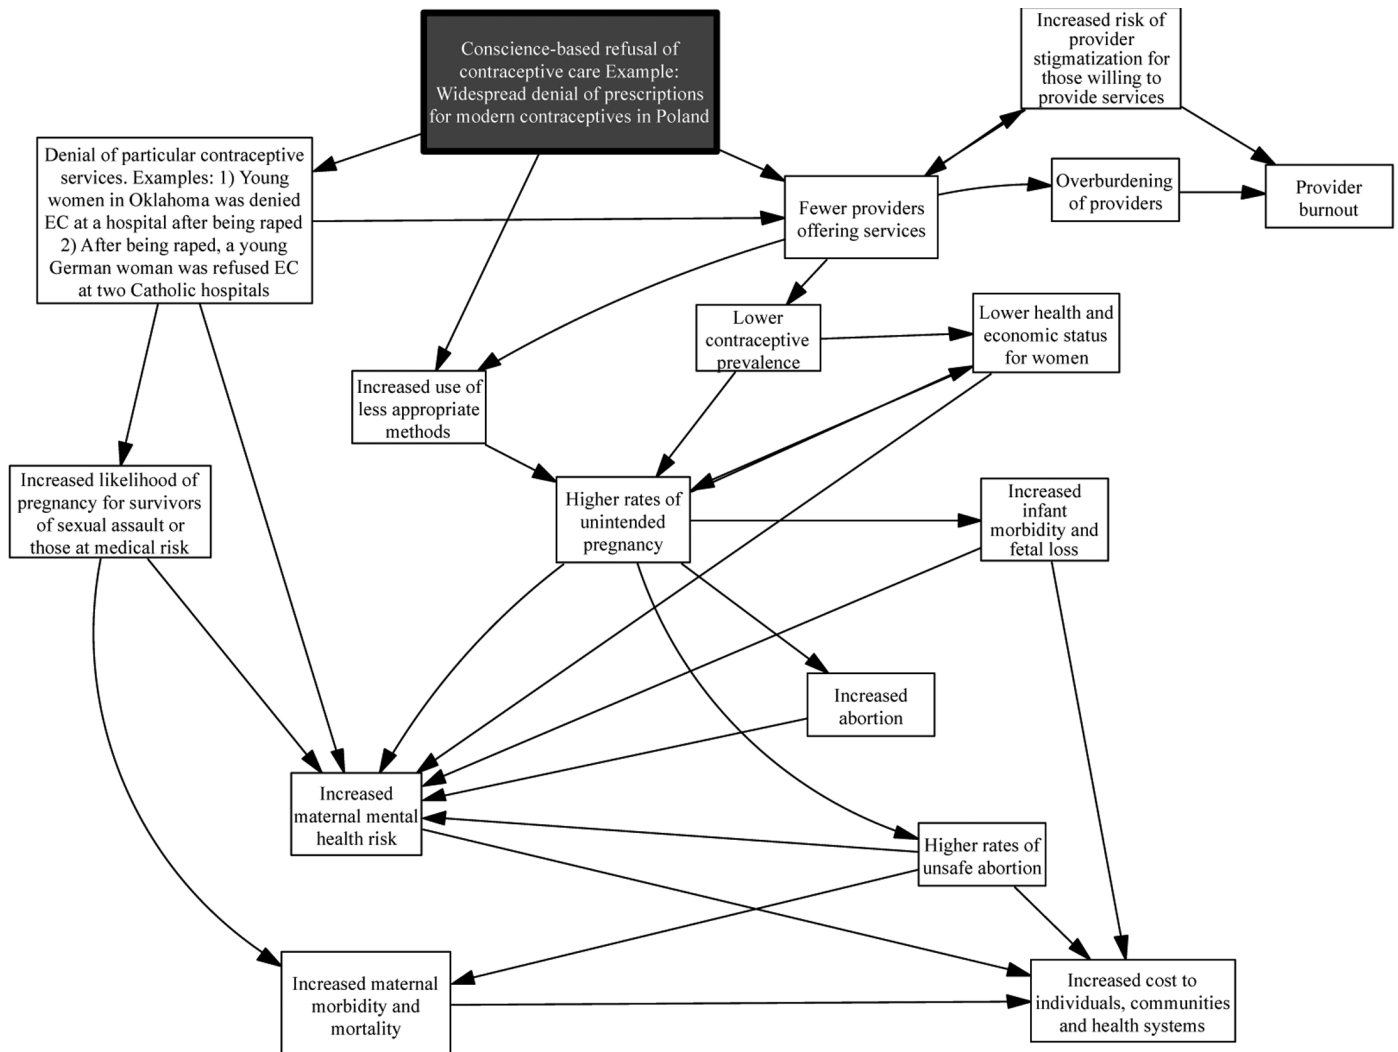 Conscience-based refusal of
contraceptive care Example:
Widespread denial of prescriptions
for modern contraceptives in Poland
Increased risk of
provider
stigmatization for
those willing to
provide services
Denial of particular contraceptive
services. Examples: 1) Young
women in Oklahoma was denied
EC at a hospital after being raped
2) After being raped, a young
German woman was refused EC
at two Catholic hospitals
Fewer providers
offering services
Overburdening
of providers
Provider
burnout
Lower
contraceptive
prevalence
Lower health and
economic status
for women
Increased use of
less appropriate
methods
Increased likelihood of
pregnancy for survivors
of sexual assault or
those at medical risk
Higher rates of
unintended
pregnancy
Increased
infant
morbidity and
fetal loss
Increased
abortion
Increased
maternal mental
health risk
Higher rates of
unsafe abortion
Increased maternal
morbidity and
mortality
Increased cost to
individuals, communities
and health systems